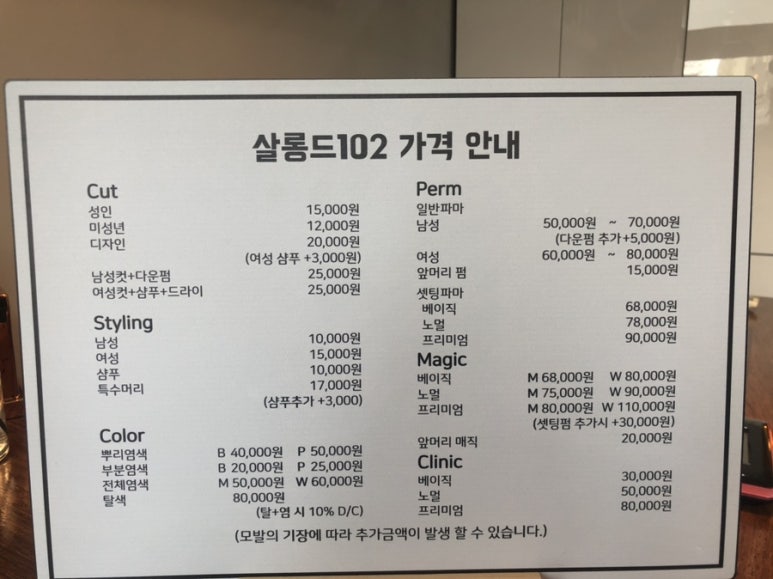 살롱드102 가격 안내
Cut
성인 15,000원
미성년 12,000원
디자인 20,000원
(여성 샴푸 +3,000원)
남성컷+다운펌 25,000원
여성컷+샴푸+드라이 25,000원
Styling
남성 10,000원
여성 15,000원
샴푸 10,000원
특수머리 17,000원
(샴푸추가 +3,000)
Color
뿌리염색 B 40,000원 P 50,000원
부분염색 B 20,000원 P 25,000원
전체염색 M 50,000원 W 60,000원
탈색 80,000원
(탈+염 시 10% D/C)
Perm
일반파마
남성 50,000원 ~ 70,000원
(다운펌 추가+5,000원)
여성 60,000원 ~ 80,000원
앞머리 펌 15,000원
셋팅파마
베이직 68,000원
노멀 78,000원
프리미엄 90,000원
Magic
베이직 M 68,000원 W 80,000원
노멀 M 75,000원 W 90,000원
프리미엄 M 80,000원 W 110,000원
(셋팅펌 추가시 +30,000원)
앞머리 매직 20,000원
Clinic
베이직 30,000원
노멀 50,000원
프리미엄 80,000원
(모발의 기장에 따라 추가금액이 발생 할 수 있습니다.)